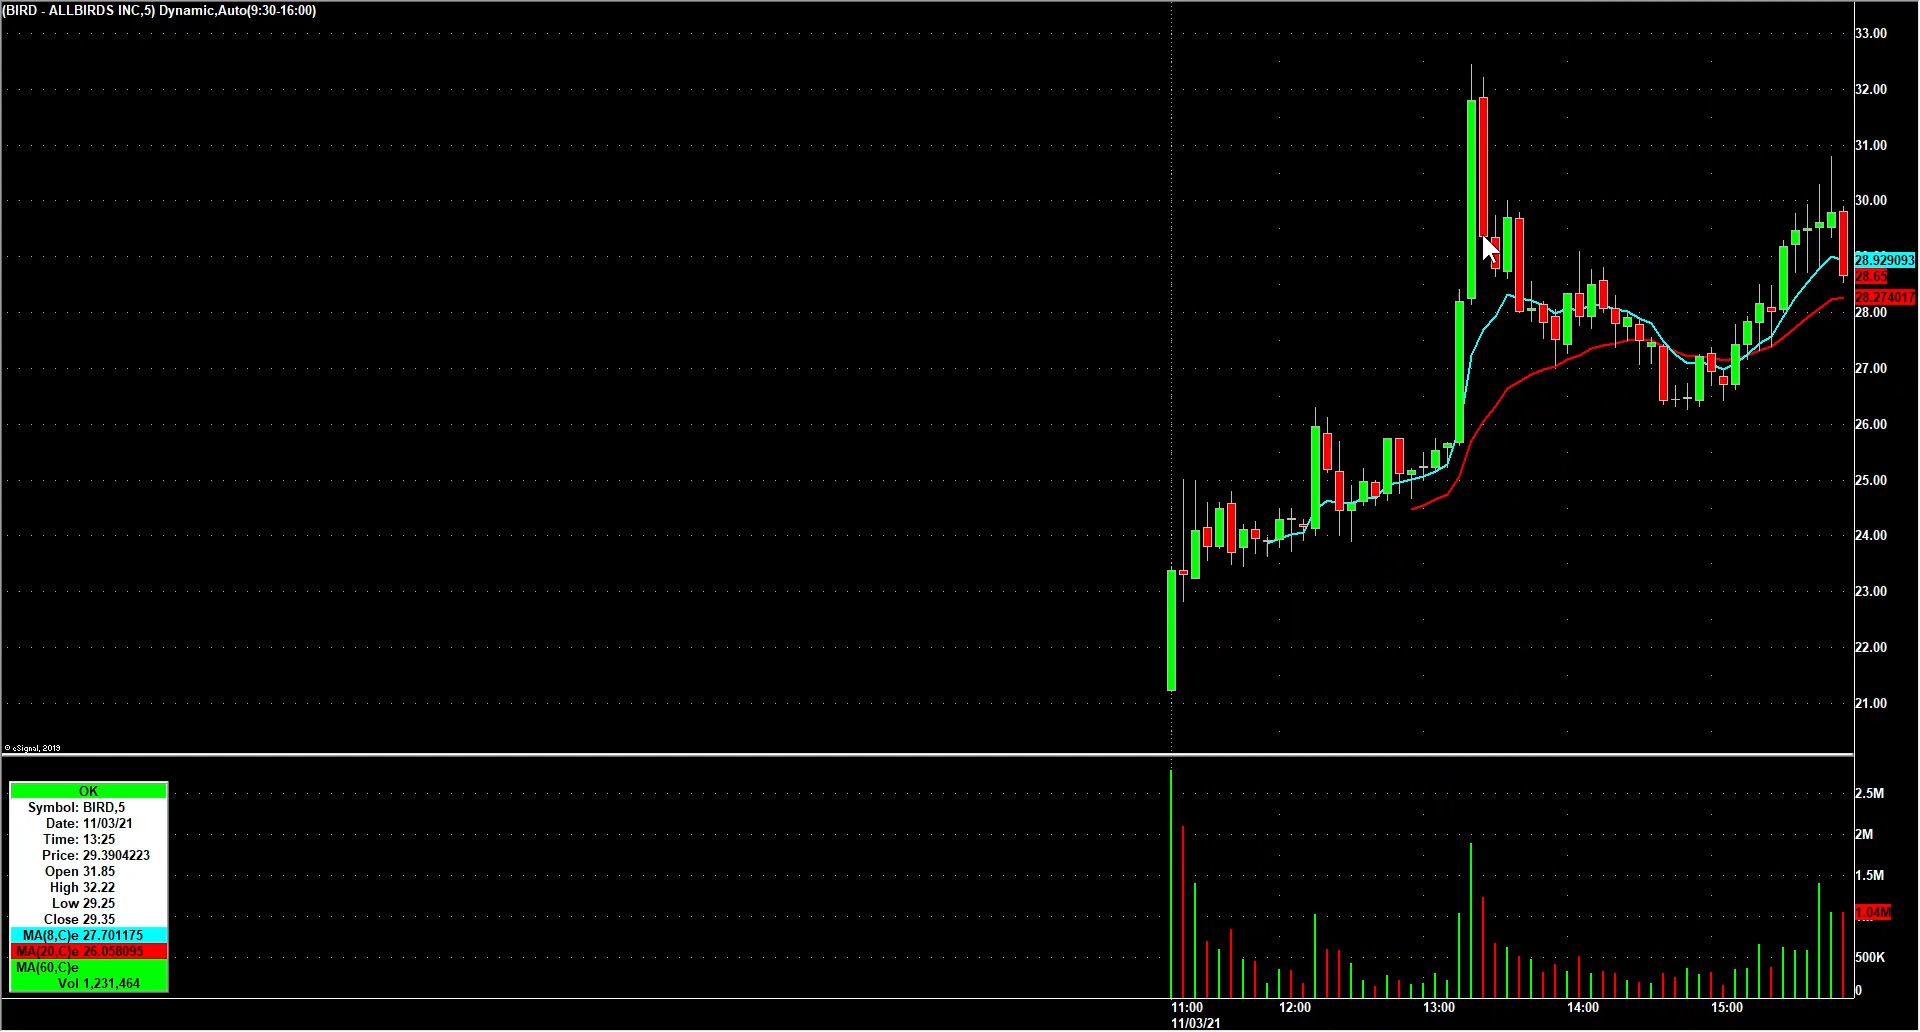 (BIRD - ALLBIRDS INC,5) Dynamic,Auto(9:30-16:00)
33.00
32.00
31.00
30.00
28.929093
28.65
28.274017
28.00
27.00
26.00
25.00
24.00
23.00
22.00
21.00
© eSignal, 2019
OK
Symbol: BIRD,5
Date: 11/03/21
Time: 13:25
Price: 29.3904223
Open 31.85
High 32.22
Low 29.25
Close 29.35
MA(8,C)e 27.701175
MA(20,C)e 26.058095
MA(60,C)e
Vol 1,231,464
2.5M
2M
1.5M
1.04M
500K
0
11:00 12:00 13:00 14:00 15:00
11/03/21